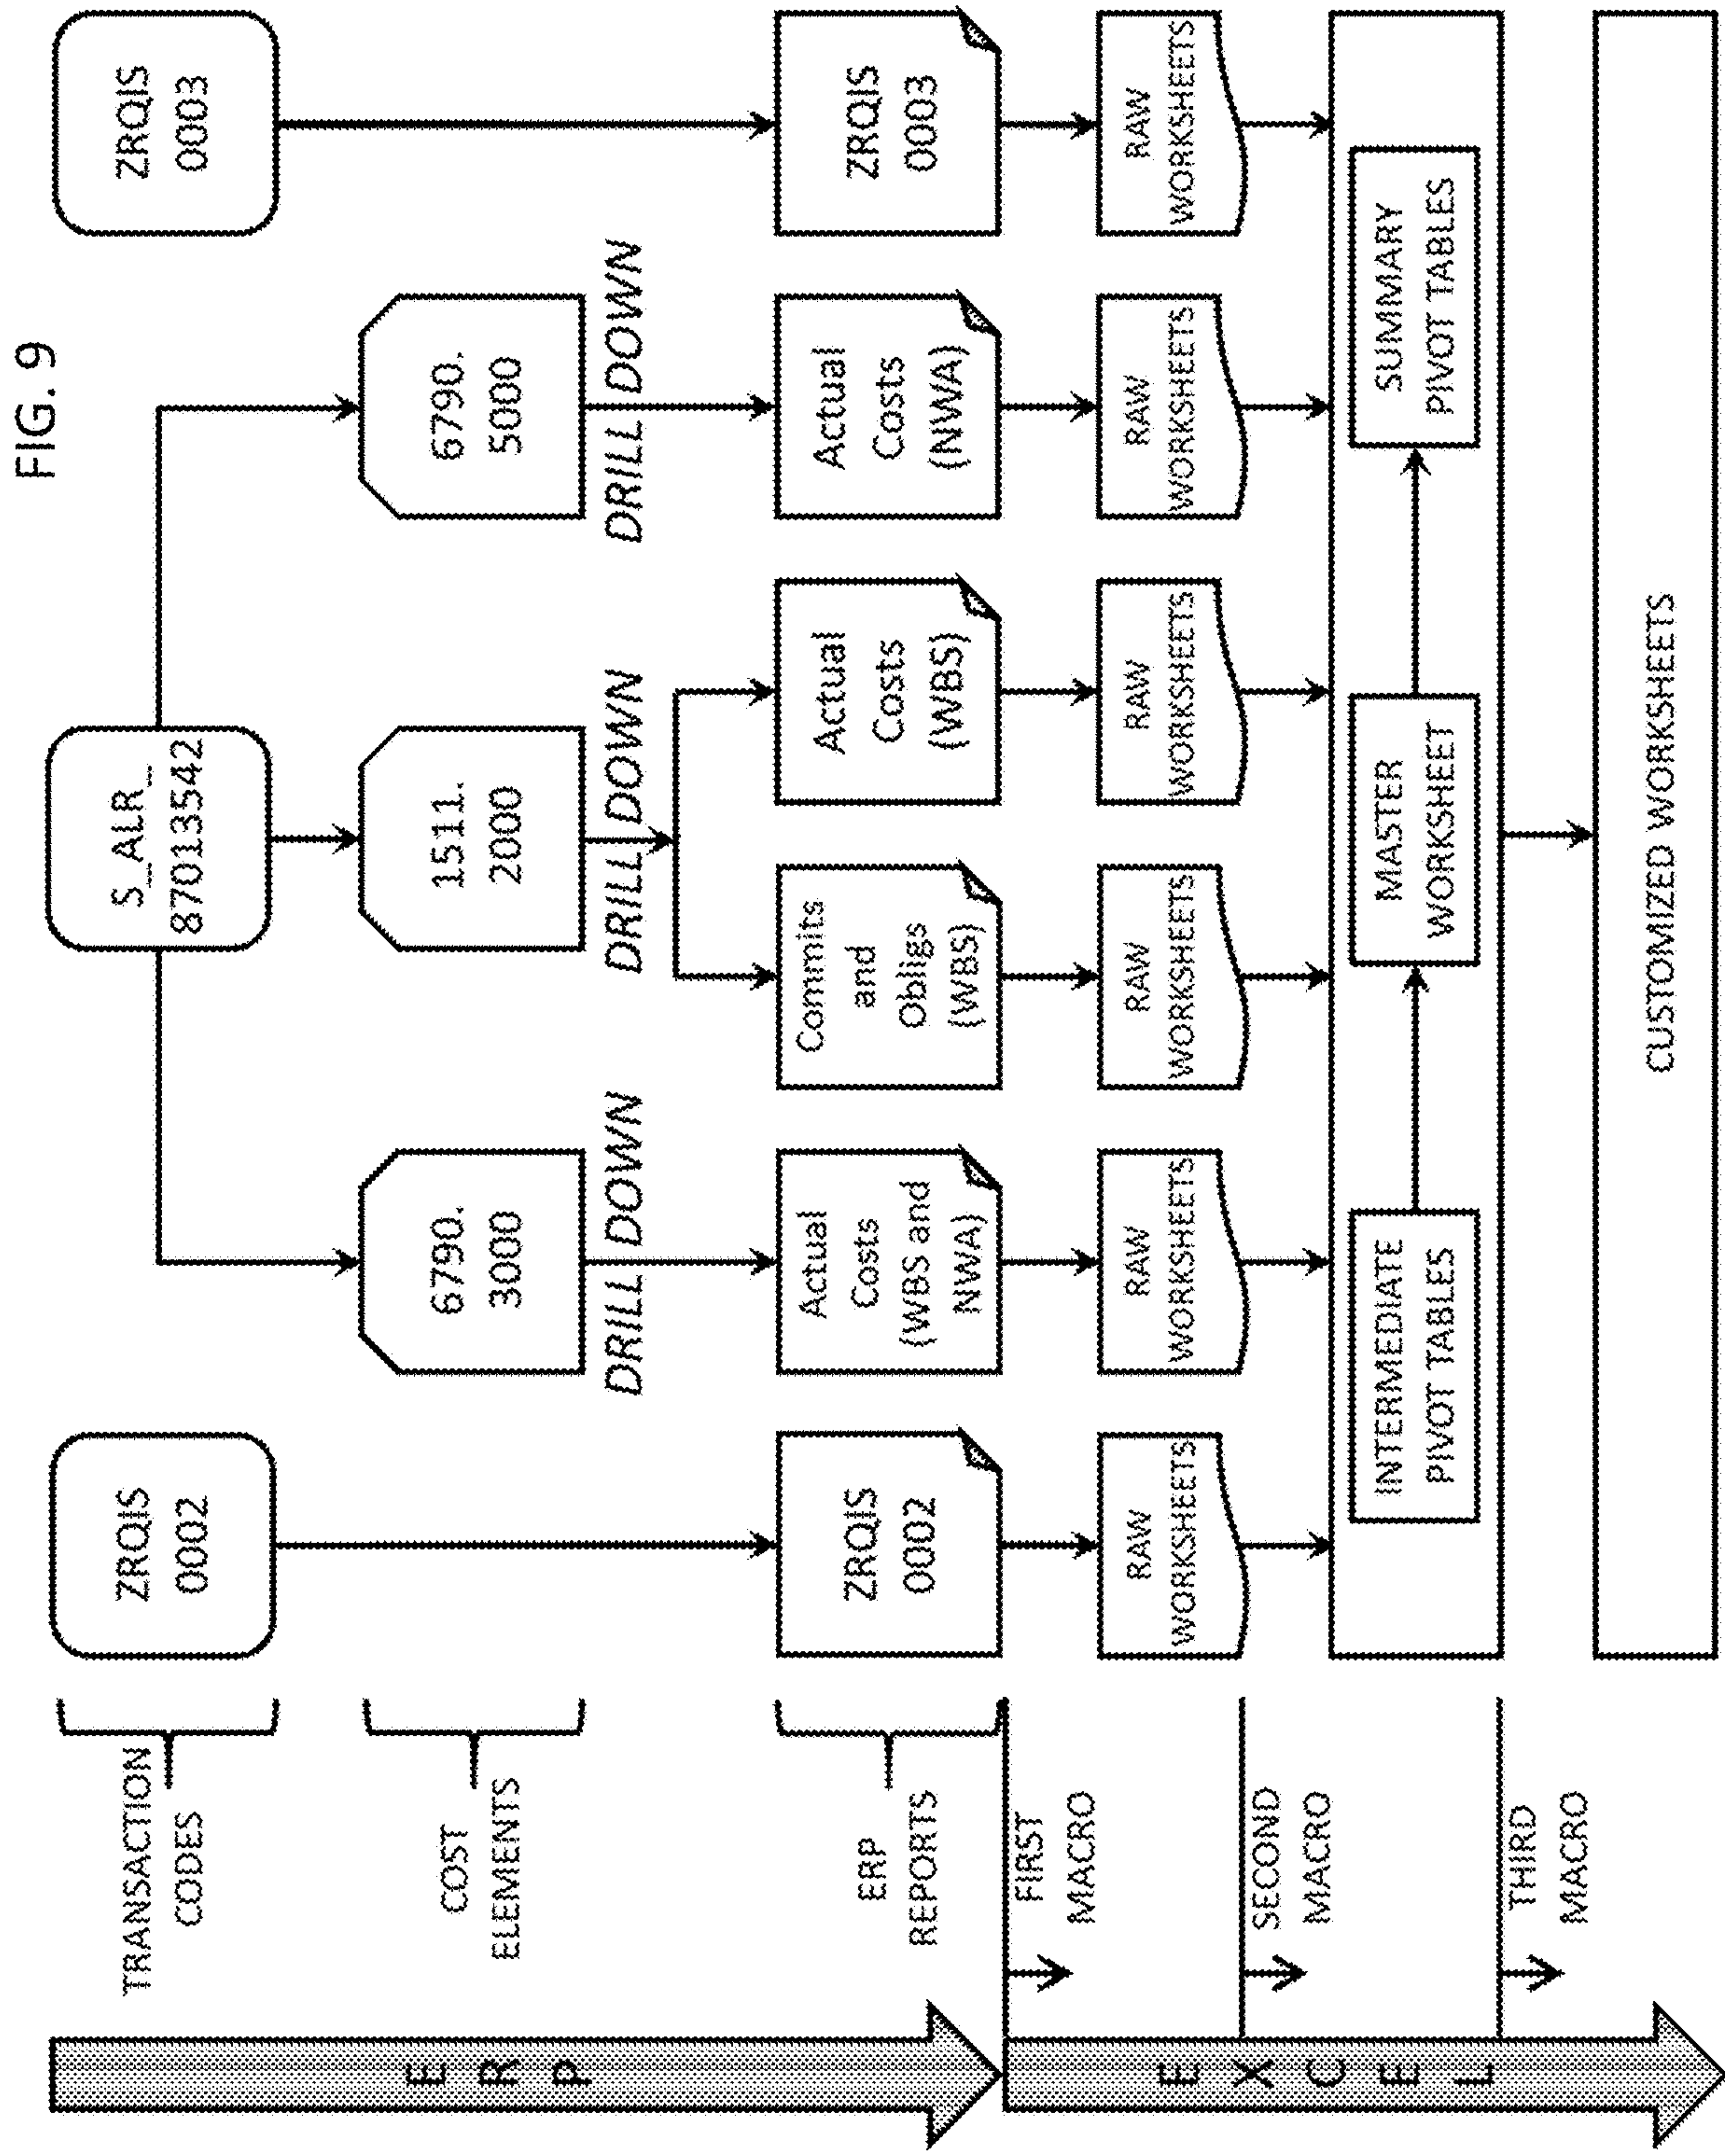 FIG. 9
TRANSACTION
CODES
ZRQIS
0002
S_ALR_
87013542
ZRQIS
0003
COST
ELEMENTS
6790.
3000
1511.
2000
6790.
5000
DRILL DOWN
DRILL DOWN
DRILL DOWN
ERP
REPORTS
ZRQIS
0002
Actual
Costs
(WBS and
NWA)
Commits
and
Obligs
(WBS)
Actual
Costs
(WBS)
Actual
Costs
(NWA)
ZRQIS
0003
E
R
P
FIRST
MACRO
RAW
WORKSHEETS
RAW
WORKSHEETS
RAW
WORKSHEETS
RAW
WORKSHEETS
RAW
WORKSHEETS
RAW
WORKSHEETS
SECOND
MACRO
INTERMEDIATE
PIVOT TABLES
MASTER
WORKSHEET
SUMMARY
PIVOT TABLES
THIRD
MACRO
CUSTOMIZED WORKSHEETS
E
X
C
E
L